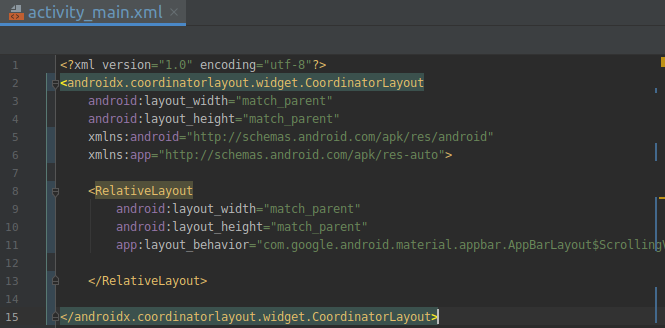 activity_main.xml
1 <?xml version="1.0" encoding="utf-8"?>
2 <androidx.coordinatorlayout.widget.CoordinatorLayout
3 android:layout_width="match_parent"
4 android:layout_height="match_parent"
5 xmlns:android="http://schemas.android.com/apk/res/android"
6 xmlns:app="http://schemas.android.com/apk/res-auto">
7
8 <RelativeLayout
9 android:layout_width="match_parent"
10 android:layout_height="match_parent"
11 app:layout_behavior="com.google.android.material.appbar.AppBarLayout$Scrolling
12
13 </RelativeLayout>
14
15 </androidx.coordinatorlayout.widget.CoordinatorLayout>